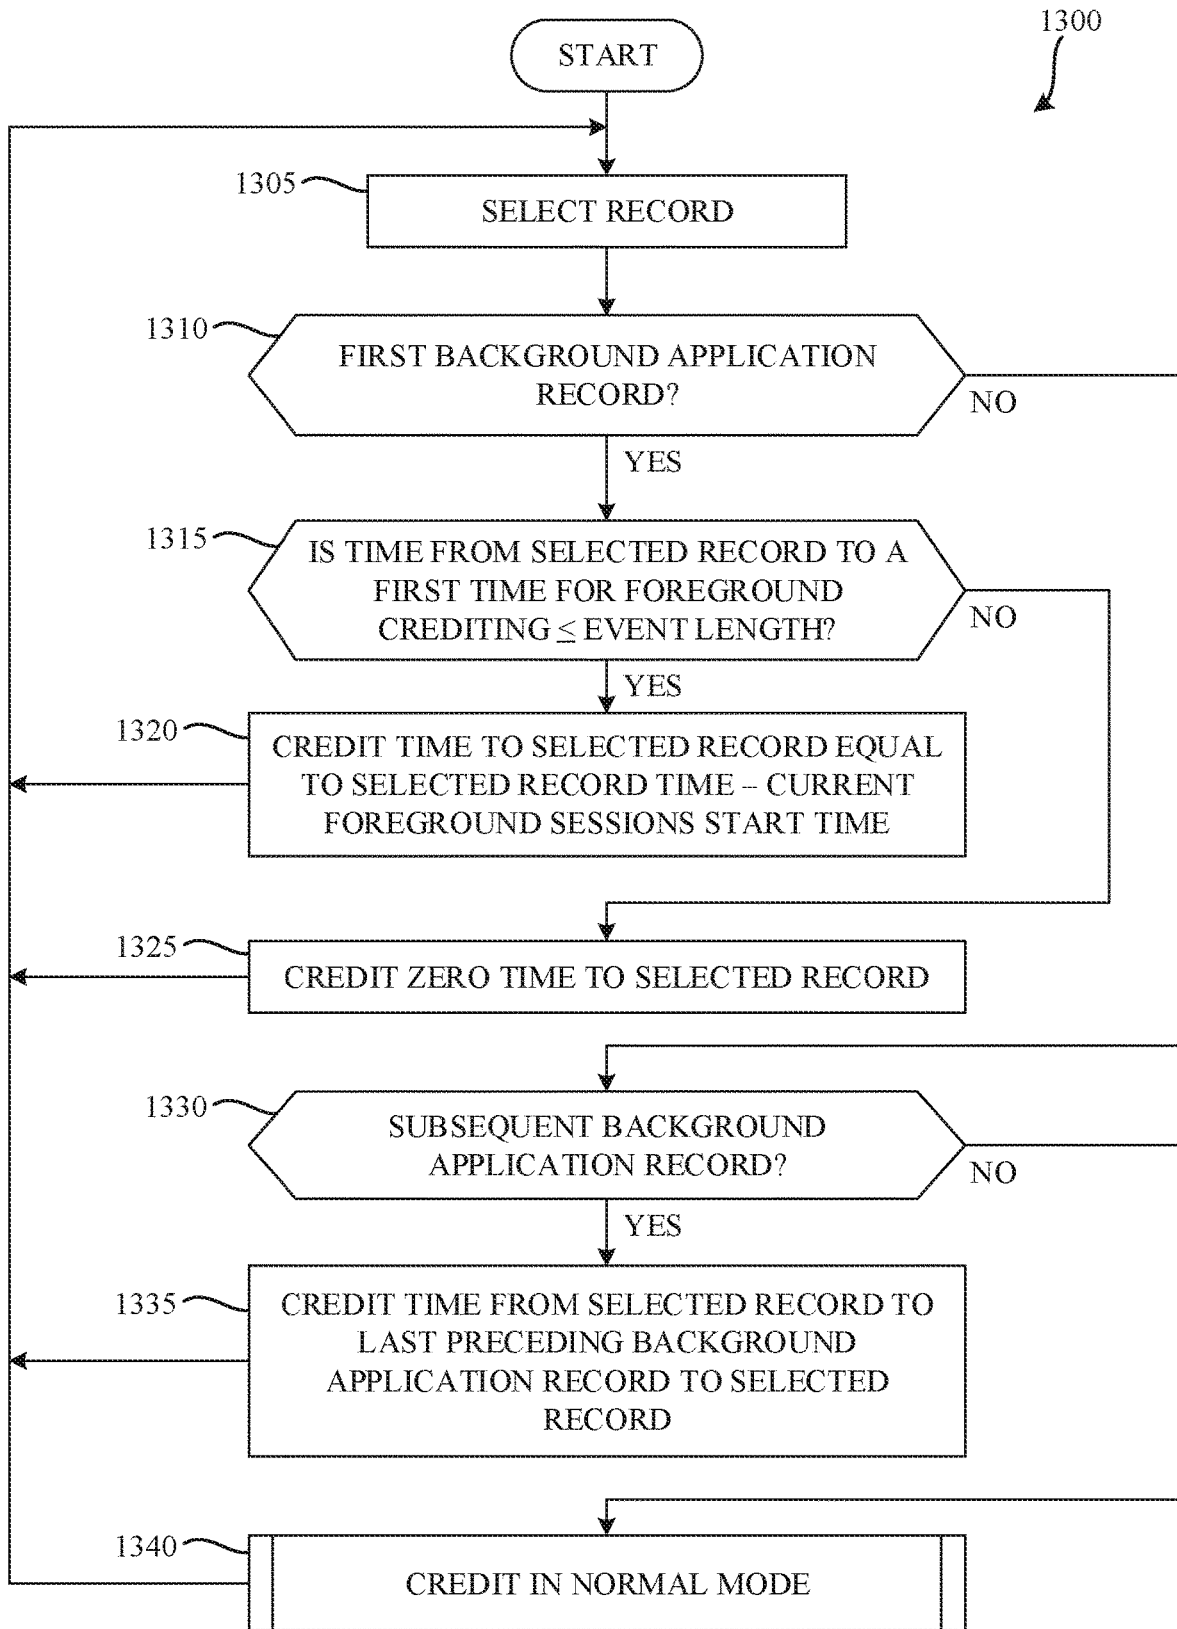 1300
START
1305
SELECT RECORD
1310
FIRST BACKGROUND APPLICATION
RECORD?
NO
YES
1315
IS TIME FROM SELECTED RECORD TO A
FIRST TIME FOR FOREGROUND
CREDITING ≤ EVENT LENGTH?
NO
YES
1320
CREDIT TIME TO SELECTED RECORD EQUAL
TO SELECTED RECORD TIME – CURRENT
FOREGROUND SESSIONS START TIME
1325
CREDIT ZERO TIME TO SELECTED RECORD
1330
SUBSEQUENT BACKGROUND
APPLICATION RECORD?
NO
YES
1335
CREDIT TIME FROM SELECTED RECORD TO
LAST PRECEDING BACKGROUND
APPLICATION RECORD TO SELECTED
RECORD
1340
CREDIT IN NORMAL MODE